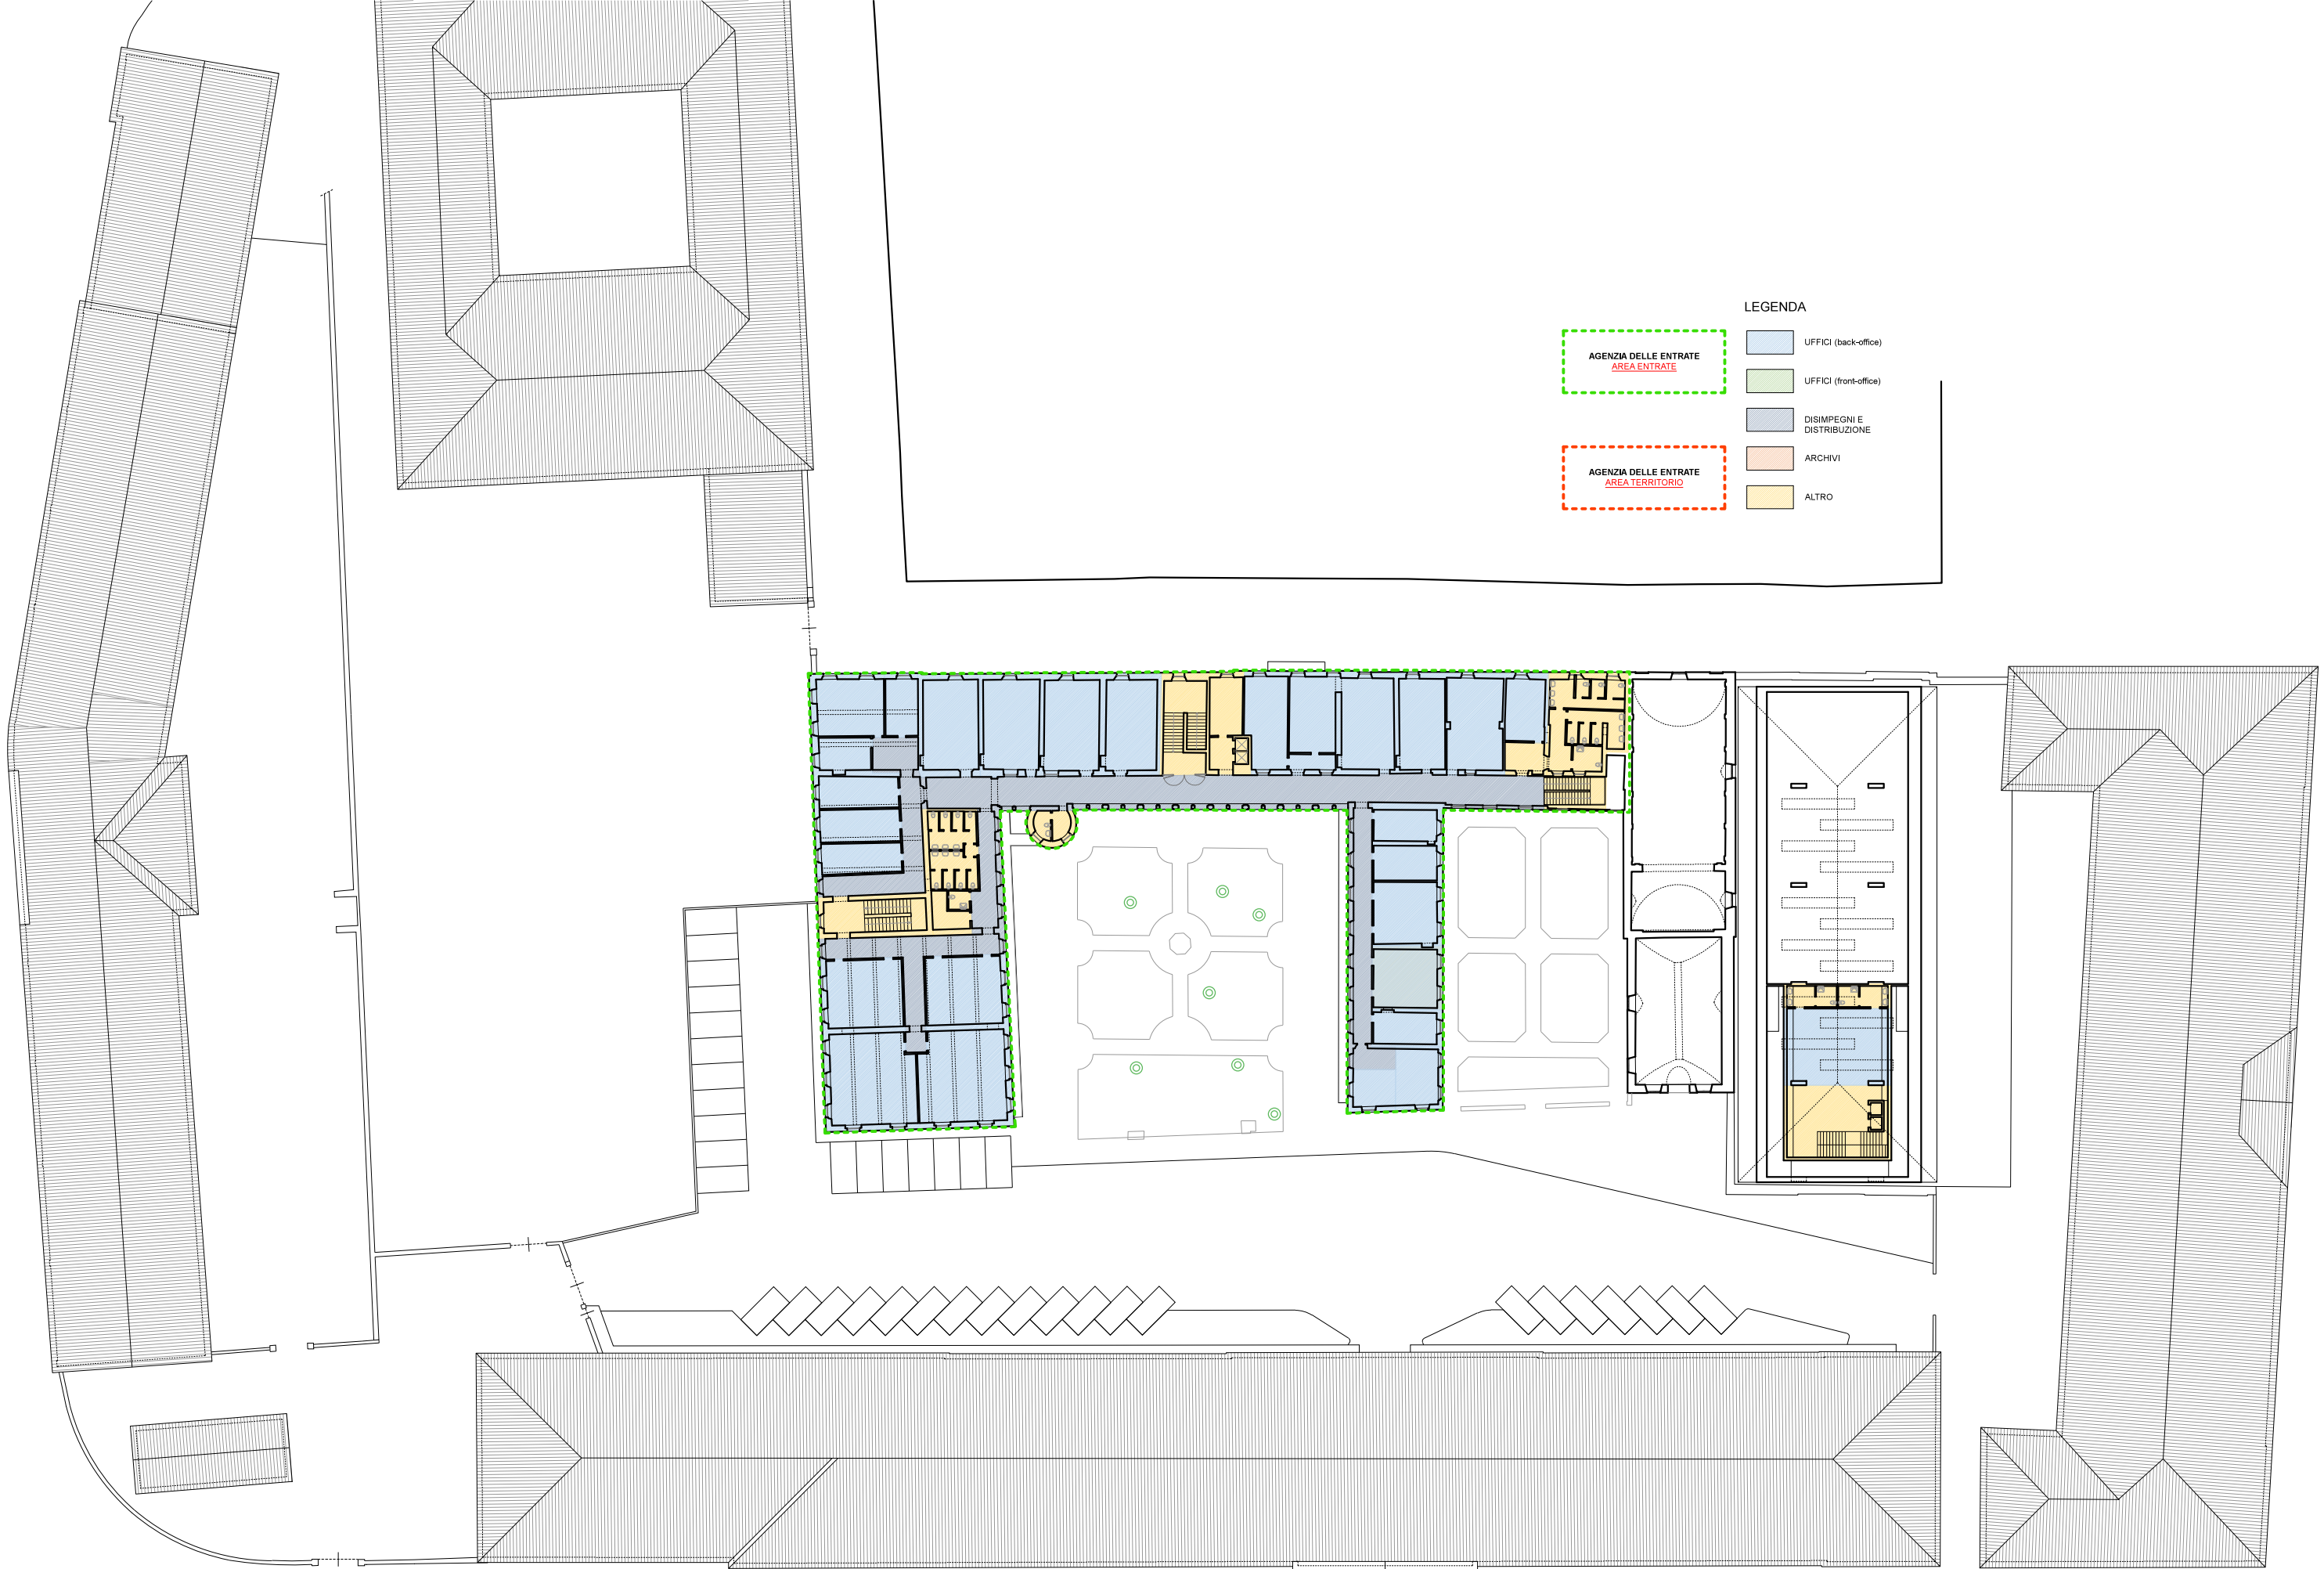 LEGENDA
AGENZIA DELLE ENTRATE
AREA ENTRATE
UFFICI (back-office)
UFFICI (front-office)
DISIMPEGNI E
DISTRIBUZIONE
AGENZIA DELLE ENTRATE
AREA TERRITORIO
ARCHIVI
ALTRO